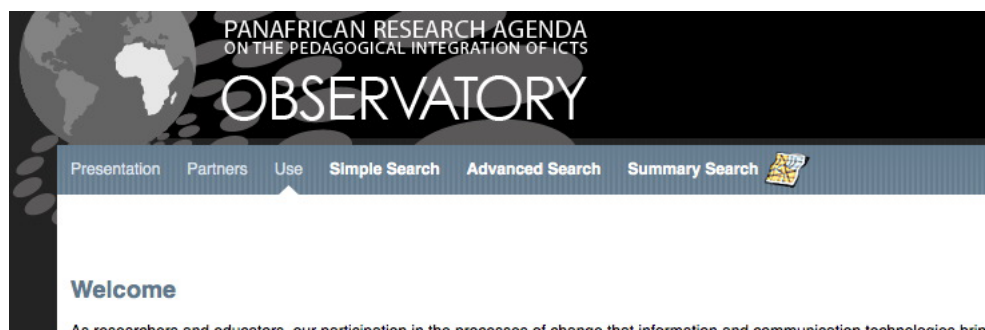 PANAFRICAN RESEARCH AGENDA
ON THE PEDAGOGICAL INTEGRATION OF ICTS
OBSERVATORY
Presentation Partners Use Simple Search Advanced Search Summary Search
Welcome
As researchers and educators, our participation in the processes of change that information and communication technologies brin